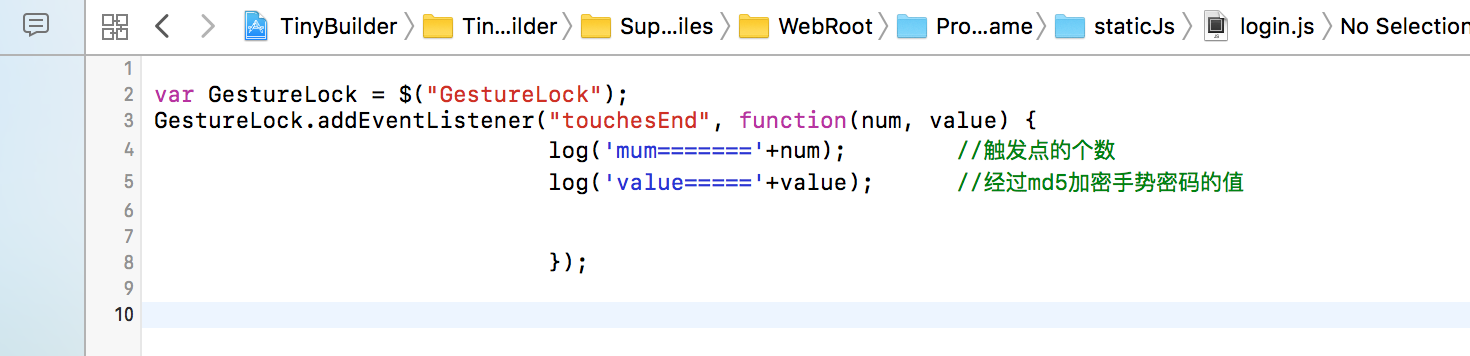 TinyBuilder Tin...ilder Sup...iles WebRoot Pro...ame staticJs login.js No Selection
1
2 var GestureLock = $("GestureLock");
3 GestureLock.addEventListener("touchesEnd", function(num, value) {
4 log('mum======='+num); //触发点的个数
5 log('value====='+value); //经过md5加密手势密码的值
6
7
8 });
9
10